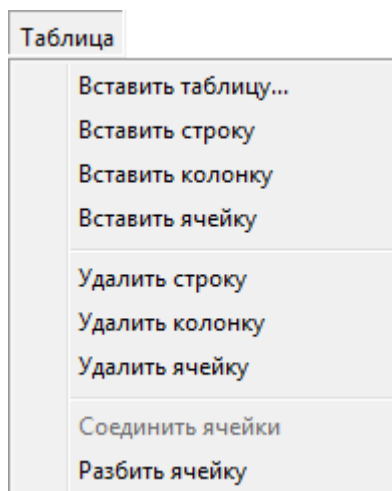 Таблица
Вставить таблицу...
Вставить строку
Вставить колонку
Вставить ячейку
Удалить строку
Удалить колонку
Удалить ячейку
Соединить ячейки
Разбить ячейку